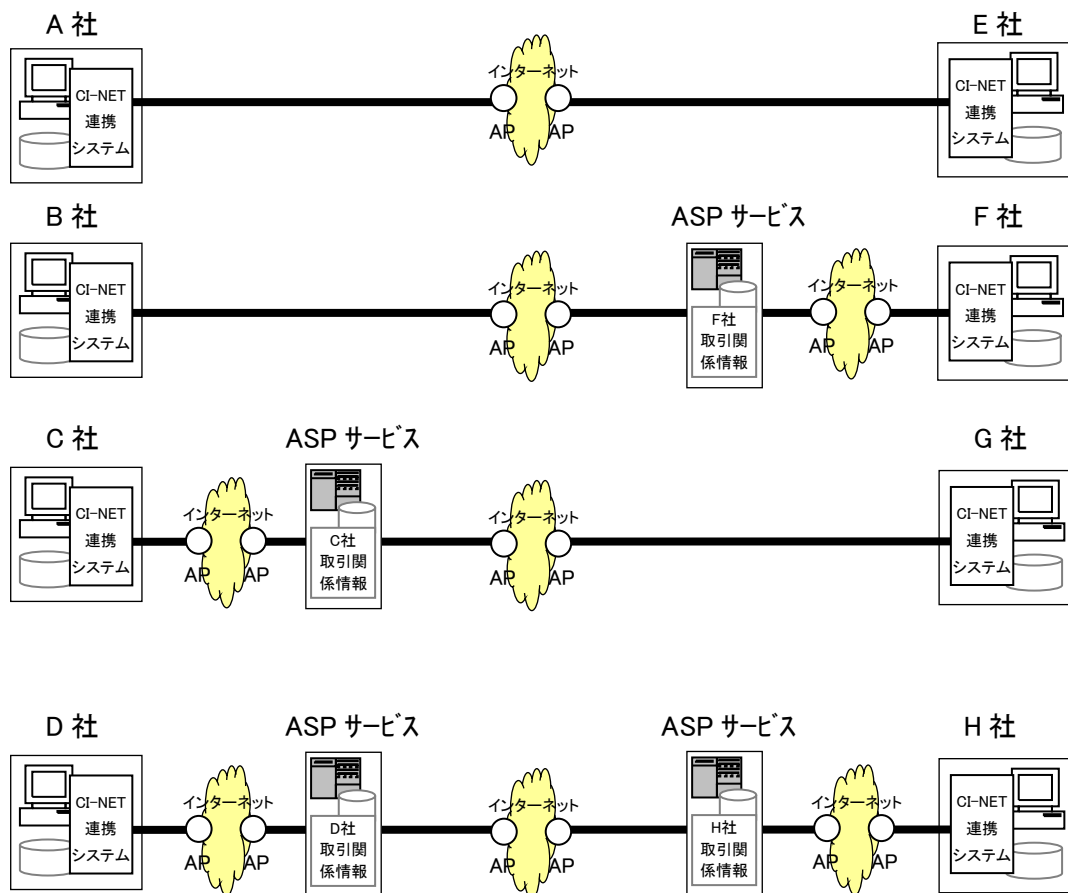 A 社
E 社
CI-NET
連携
システム
インターネット
AP
AP
CI-NET
連携
システム
B 社
ASP サービス
F 社
CI-NET
連携
システム
インターネット
AP
AP
F社
取引関
係情報
インターネット
AP
AP
CI-NET
連携
システム
C 社
ASP サービス
G 社
CI-NET
連携
システム
インターネット
AP
AP
C社
取引関
係情報
インターネット
AP
AP
CI-NET
連携
システム
D 社
ASP サービス
ASP サービス
H 社
CI-NET
連携
システム
インターネット
AP
AP
D社
取引関
係情報
インターネット
AP
AP
H社
取引関
係情報
インターネット
AP
AP
CI-NET
連携
システム